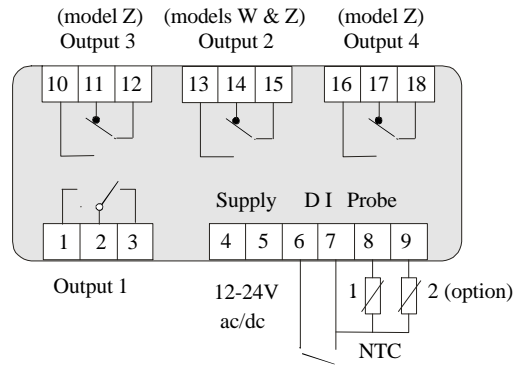 (model Z) (models W & Z) (model Z)
Output 3 Output 2 Output 4
10 11 12 13 14 15 16 17 18
Supply D I Probe
1 2 3 4 5 6 7 8 9
Output 1 12-24V 1 2 (option)
ac/dc
NTC